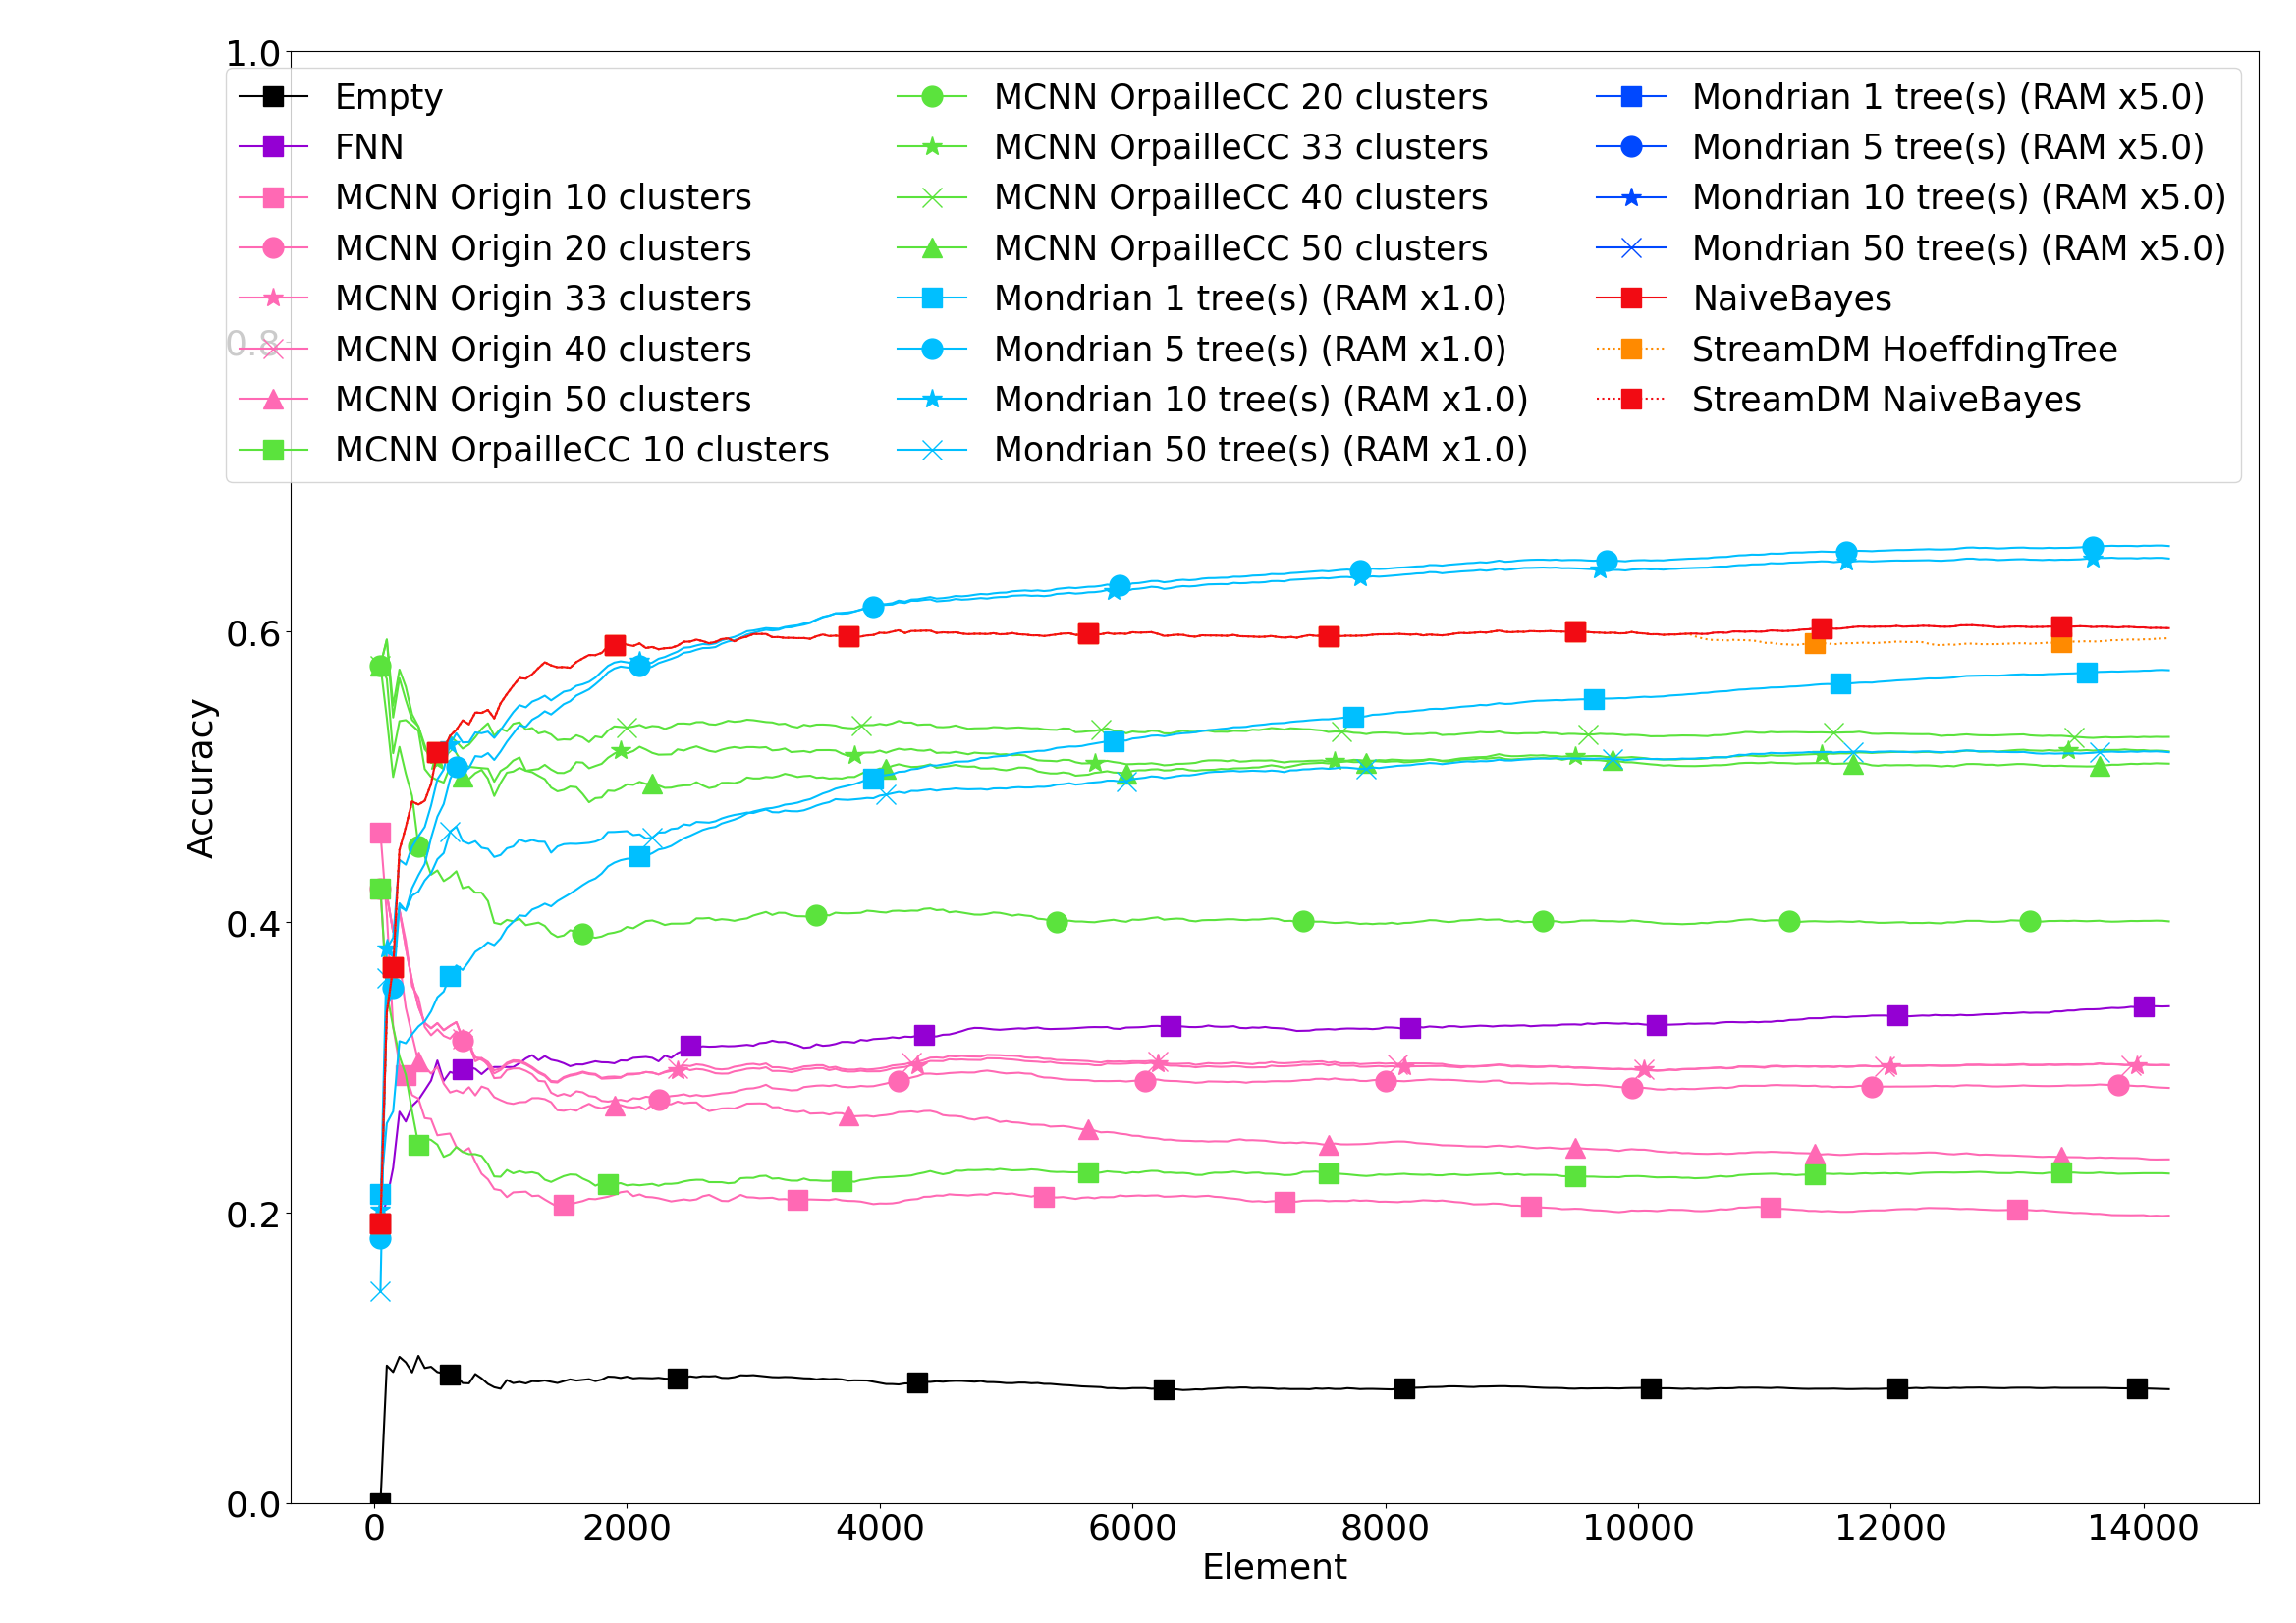 1.0
0.8
0.6
0.4
0.2
0.0
Accuracy
Empty
FNN
MCNN Origin 10 clusters
MCNN Origin 20 clusters
MCNN Origin 33 clusters
MCNN Origin 40 clusters
MCNN Origin 50 clusters
MCNN OrpailleCC 10 clusters
MCNN OrpailleCC 20 clusters
MCNN OrpailleCC 33 clusters
MCNN OrpailleCC 40 clusters
MCNN OrpailleCC 50 clusters
Mondrian 1 tree(s) (RAM x1.0)
Mondrian 5 tree(s) (RAM x1.0)
Mondrian 10 tree(s) (RAM x1.0)
Mondrian 50 tree(s) (RAM x1.0)
Mondrian 1 tree(s) (RAM x5.0)
Mondrian 5 tree(s) (RAM x5.0)
Mondrian 10 tree(s) (RAM x5.0)
Mondrian 50 tree(s) (RAM x5.0)
NaiveBayes
StreamDM HoeffdingTree
StreamDM NaiveBayes
0 2000 4000 6000 8000 10000 12000 14000
Element